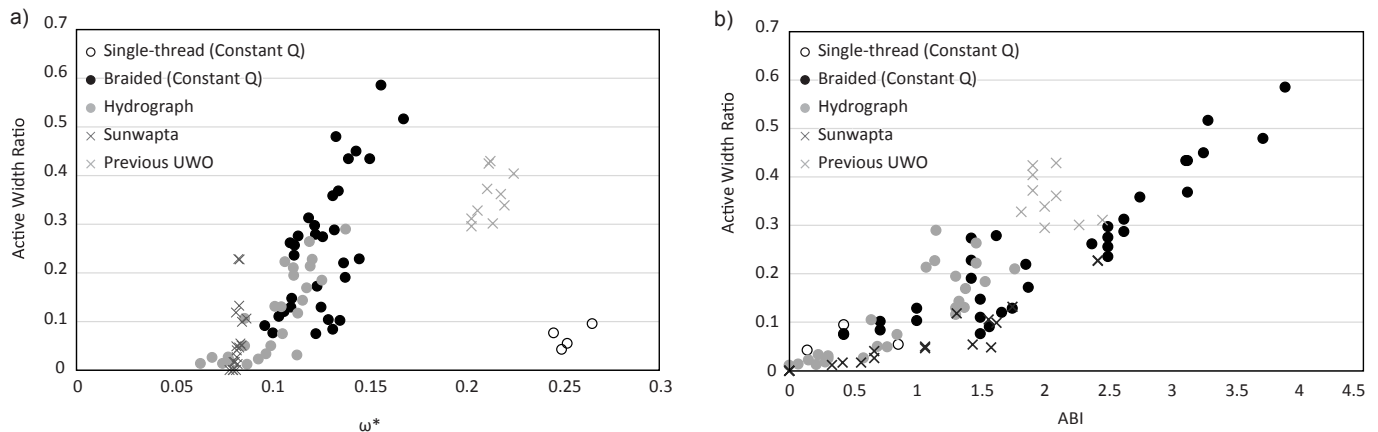 a)
0.7
0.6
0.5
0.4
0.3
0.2
0.1
0
Active Width Ratio
Single-thread (Constant Q)
Braided (Constant Q)
Hydrograph
Sunwapta
Previous UWO
0 0.05 0.1 0.15 0.2 0.25 0.3
ω*
b)
0.7
0.6
0.5
0.4
0.3
0.2
0.1
0
Active Width Ratio
Single-thread (Constant Q)
Braided (Constant Q)
Hydrograph
Sunwapta
Previous UWO
0 0.5 1 1.5 2 2.5 3 3.5 4 4.5
ABI